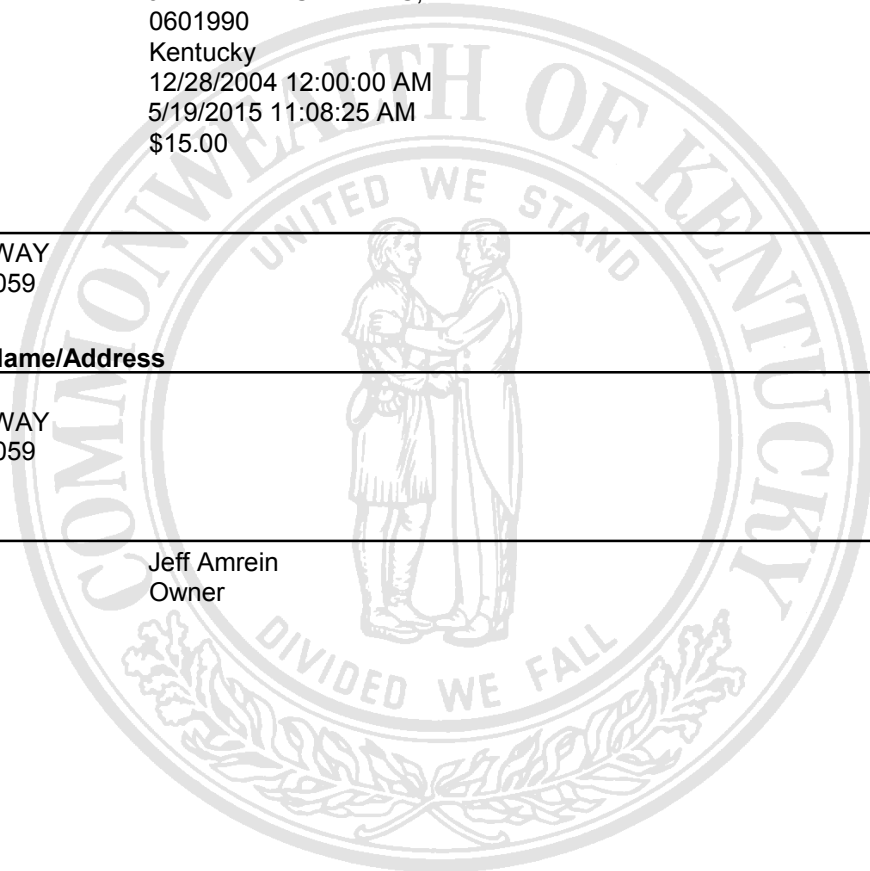 0601990
Kentucky
12/28/2004 12:00:00 AM
5/19/2015 11:08:25 AM
$15.00
WAY
059
Name/Address
WAY
059
Jeff Amrein
Owner
COMMONWEALTH OF KENTUCKY
UNITED WE STAND
DIVIDED WE FALL